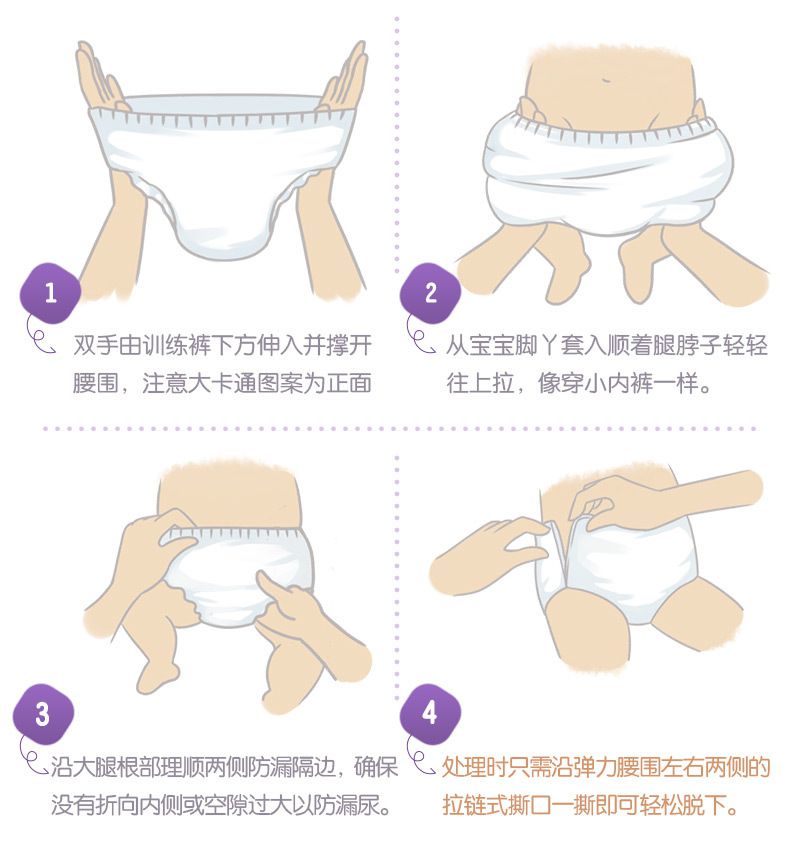 1
双手由训练裤下方伸入并撑开
腰围，注意大卡通图案为正面
2
从宝宝脚丫套入顺着腿脖子轻轻
往上拉，像穿小内裤一样。
3
沿大腿根部理顺两侧防漏隔边，确保
没有折向内侧或空隙过大以防漏尿。
4
处理时只需沿弹力腰围左右两侧的
拉链式撕口一撕即可轻松脱下。